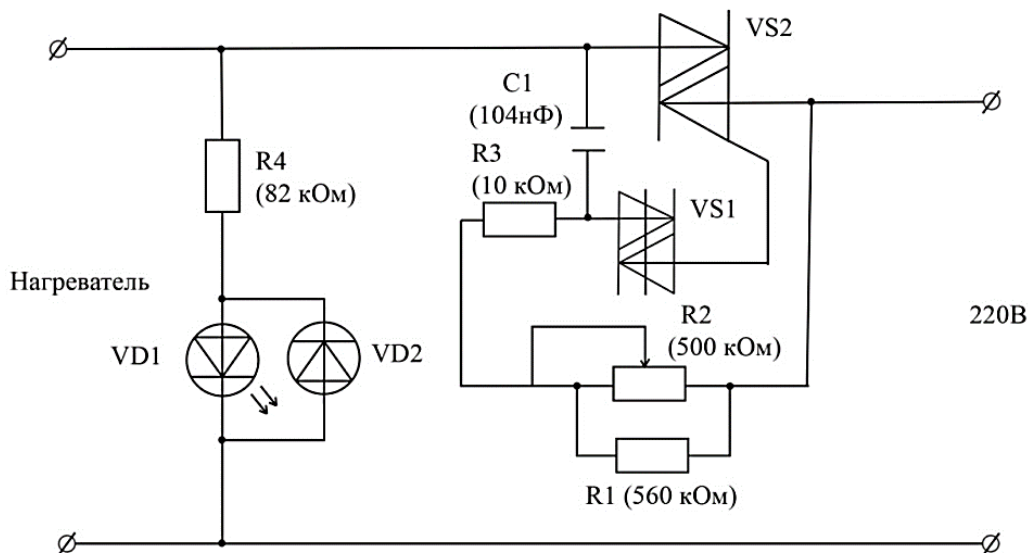 VS2
C1
(104нФ)
R3
(10 кОм)
R4
(82 кОм)
VS1
Нагреватель
R2
(500 кОм)
220В
VD1
VD2
R1 (560 кОм)